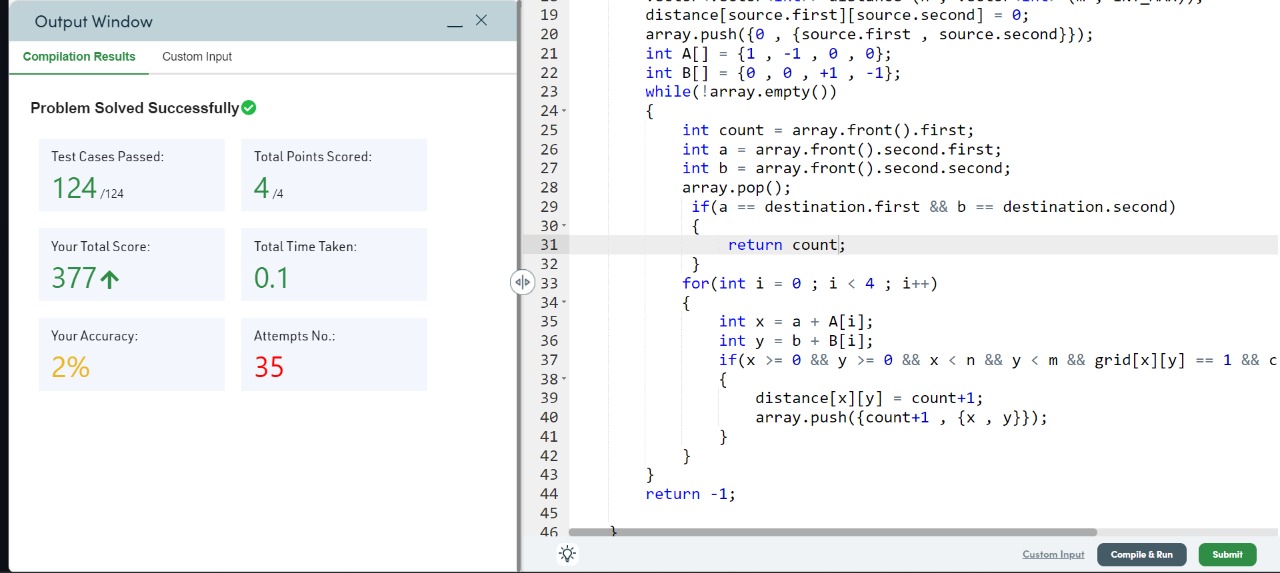 Output Window
Compilation Results
Custom Input
Problem Solved Successfully
Test Cases Passed:
124 /124
Total Points Scored:
4 /4
Your Total Score:
377
Total Time Taken:
0.1
Your Accuracy:
2%
Attempts No.:
35
19 distance[source.first][source.second] = 0;
20 array.push({0 , {source.first , source.second}});
21 int A[] = {1 , -1 , 0 , 0};
22 int B[] = {0 , 0 , +1 , -1};
23 while(!array.empty())
24 {
25 int count = array.front().first;
26 int a = array.front().second.first;
27 int b = array.front().second.second;
28 array.pop();
29 if(a == destination.first && b == destination.second)
30 {
31 return count;
32 }
33 for(int i = 0 ; i < 4 ; i++)
34 {
35 int x = a + A[i];
36 int y = b + B[i];
37 if(x >= 0 && y >= 0 && x < n && y < m && grid[x][y] == 1 && c
38 {
39 distance[x][y] = count+1;
40 array.push({count+1 , {x , y}});
41 }
42 }
43 }
44 return -1;
45
46 }
Custom Input
Compile & Run
Submit